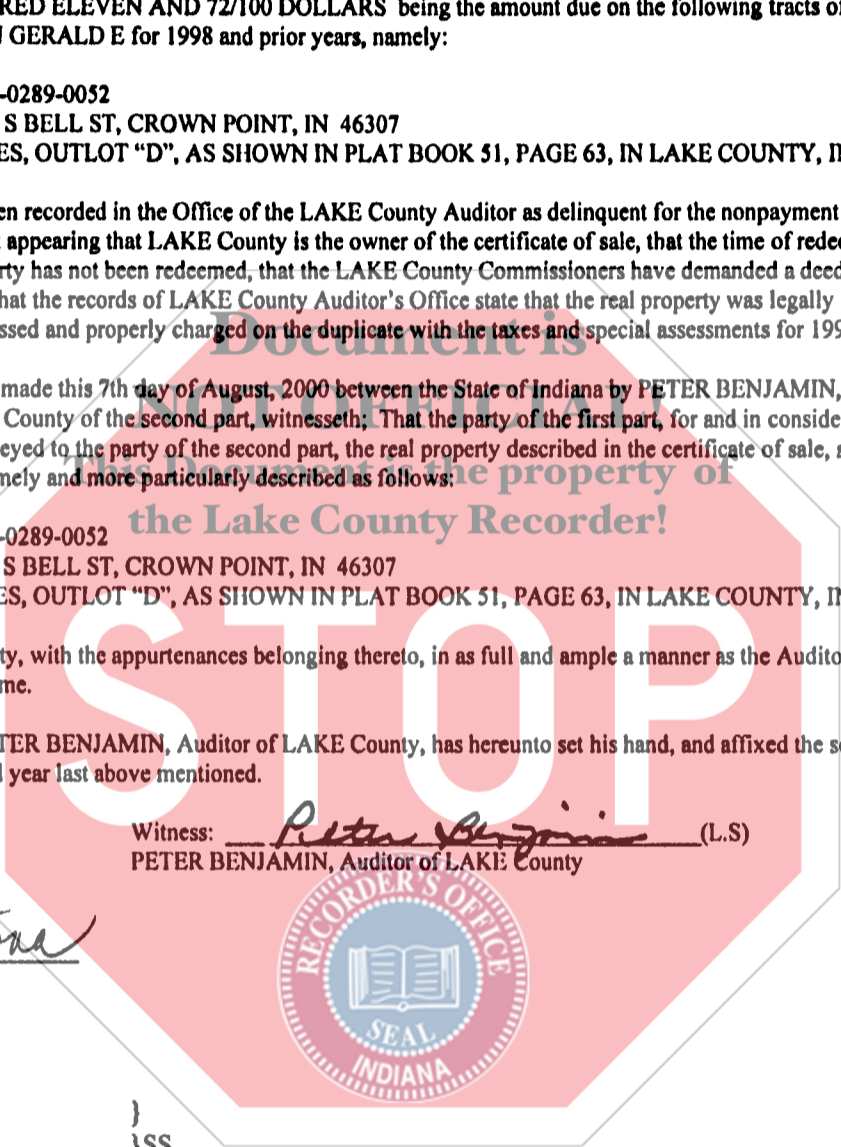 RED ELEVEN AND 72/100 DOLLARS being the amount due on the following tracts of
GERALD E for 1998 and prior years, namely:
-0289-0052
S BELL ST, CROWN POINT, IN 46307
ES, OUTLOT “D”, AS SHOWN IN PLAT BOOK 51, PAGE 63, IN LAKE COUNTY, IN
en recorded in the Office of the LAKE County Auditor as delinquent for the nonpayment
appearing that LAKE County is the owner of the certificate of sale, that the time of redee
rty has not been redeemed, that the LAKE County Commissioners have demanded a deed
hat the records of LAKE County Auditor's Office state that the real property was legally
ssed and properly charged on the duplicate with the taxes and special assessments for 199
Document is
made this 7th day of August, 2000 between the State of Indiana by PETER BENJAMIN,
NOT OFFICIAL
County of the second part, witnesseth; That the party of the first part, for and in conside
eyed to the party of the second part, the real property described in the certificate of sale, s
This Document is the property of
mely and more particularly described as follows:
the Lake County Recorder!
-0289-0052
S BELL ST, CROWN POINT, IN 46307
ES, OUTLOT “D”, AS SHOWN IN PLAT BOOK 51, PAGE 63, IN LAKE COUNTY, IN
STOP
ty, with the appurtenances belonging thereto, in as full and ample a manner as the Audito
me.
TER BENJAMIN, Auditor of LAKE County, has hereunto set his hand, and affixed the se
year last above mentioned.
Witness: Peter Benjamin (L.S)
PETER BENJAMIN, Auditor of LAKE County
RECORDER'S OFFICE
SEAL
INDIANA
}
}SS